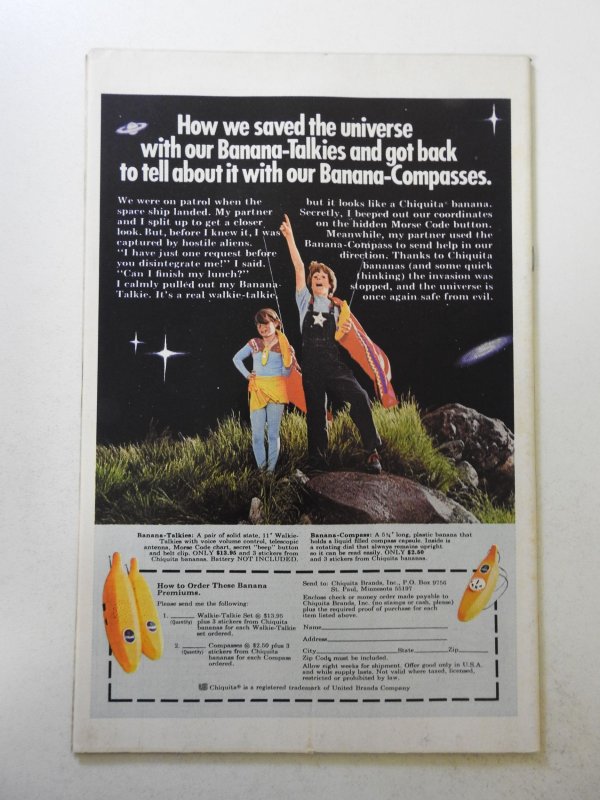 How we saved the universe
with our Banana-Talkies and got back
to tell about it with our Banana-Compasses.
We were on patrol when the
space ship landed. My partner
and I split up to get a closer
look. But, before I knew it, I was
captured by hostile aliens.
"I have just one request before
you disintegrate me!" I said.
"Can I finish my lunch?"
I calmly pulled out my Banana-
Talkie. It's a real walkie-talkie,
but it looks like a Chiquita® banana.
Secretly, I beeped out our coordinates
on the hidden Morse Code button.
Meanwhile, my partner used the
Banana-Compass to send help in our
direction. Thanks to Chiquita
bananas (and some quick
thinking) the invasion was
stopped, and the universe is
once again safe from evil.
Banana-Talkies: A pair of solid state, 11" Walkie-
Talkies with voice volume control, telescopic
antenna, Morse Code chart, secret "beep" button
and belt clip. ONLY $13.95 and 3 stickers from
Chiquita bananas. Battery NOT INCLUDED.
Banana-Compass: A 5¼" long, plastic banana that
holds a liquid filled compass capsule. Inside is
a rotating dial that always remains upright
so it can be read easily. ONLY $2.50
and 3 stickers from Chiquita bananas.
How to Order These Banana
Premiums.
Please send me the following:
1. ______ Walkie-Talkie Set @ $13.95
(Quantity) plus 3 stickers from Chiquita
bananas for each Walkie-Talkie
set ordered.
2. ______ Compasses @ $2.50 plus 3
(Quantity) stickers from Chiquita
bananas for each Compass
ordered.
Send to: Chiquita Brands, Inc., P.O. Box 9756
St. Paul, Minnesota 55197
Enclose check or money order made payable to
Chiquita Brands, Inc. (no stamps or cash, please)
plus the required proof of purchase for each
item listed above.
Name
Address
City State Zip
Zip Code must be included.
Allow eight weeks for shipment. Offer good only in U.S.A.
and while supply lasts. Not valid where taxed, licensed,
restricted or prohibited by law.
Chiquita® is a registered trademark of United Brands Company